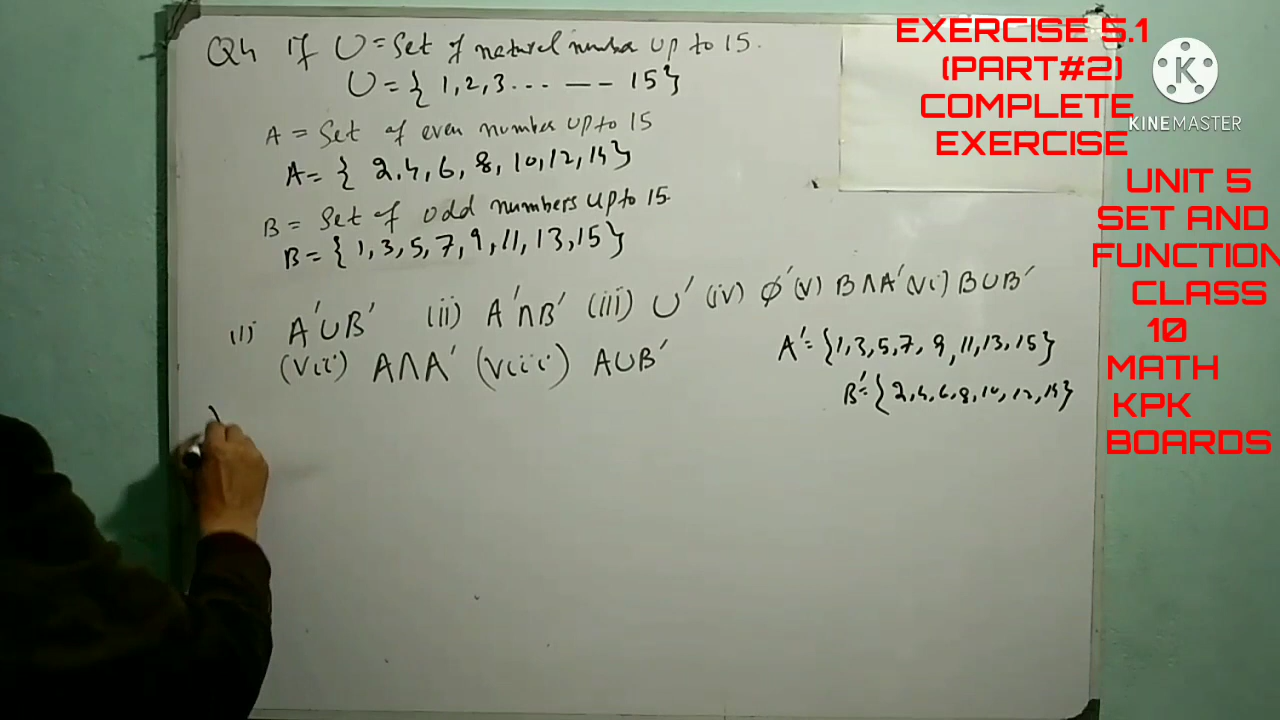 Q4 If U = Set of natural number up to 15.
U = { 1, 2, 3 ... --- 15 }
A = Set of even number up to 15
A = { 2, 4, 6, 8, 10, 12, 14 }
B = Set of odd numbers up to 15.
B = { 1, 3, 5, 7, 9, 11, 13, 15 }
(i) A′∪B′ (ii) A′∩B′ (iii) U′ (iv) φ′ (v) B∩A′ (vi) B∪B′
(vii) A∩A′ (viii) A∪B′
A′ = { 1, 3, 5, 7, 9, 11, 13, 15 }
B′ = { 2, 4, 6, 8, 10, 12, 14 }
EXERCISE 5.1
(PART#2)
COMPLETE
EXERCISE
K
KINEMASTER
UNIT 5
SET AND
FUNCTION
CLASS
10
MATH
KPK
BOARDS